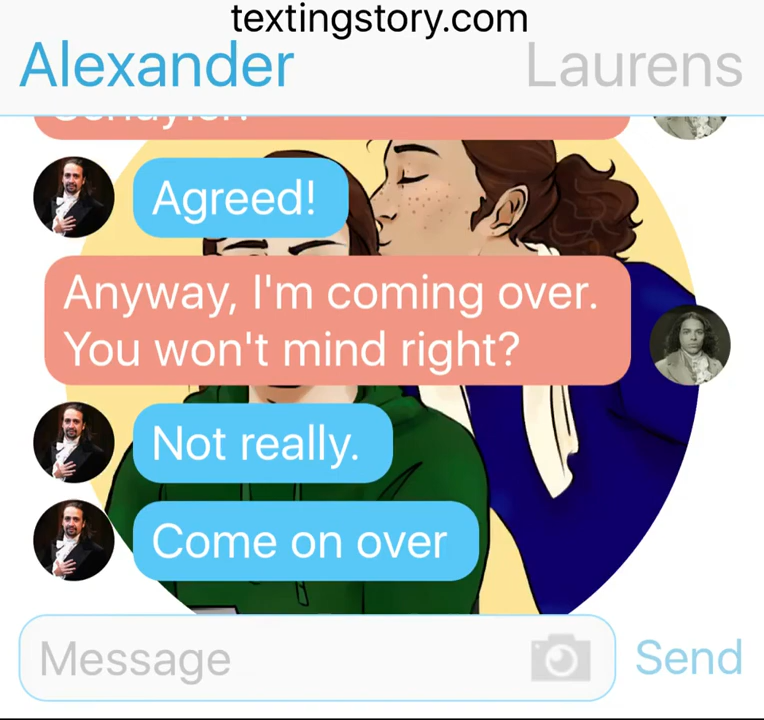 textingstory.com
Alexander
Laurens
Agreed!
Anyway, I'm coming over.
You won't mind right?
Not really.
Come on over
Message
Send